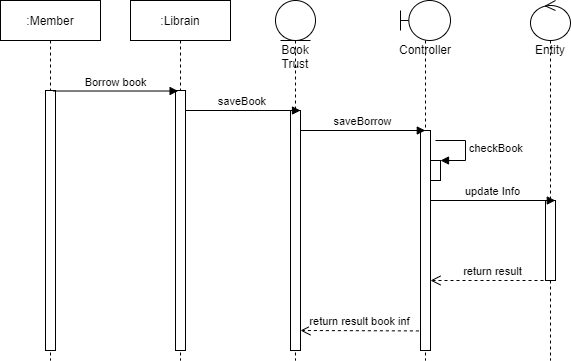 :Member
:Librain
Book
Trust
Controller
Entity
Borrow book
saveBook
saveBorrow
checkBook
update Info
return result
return result book inf